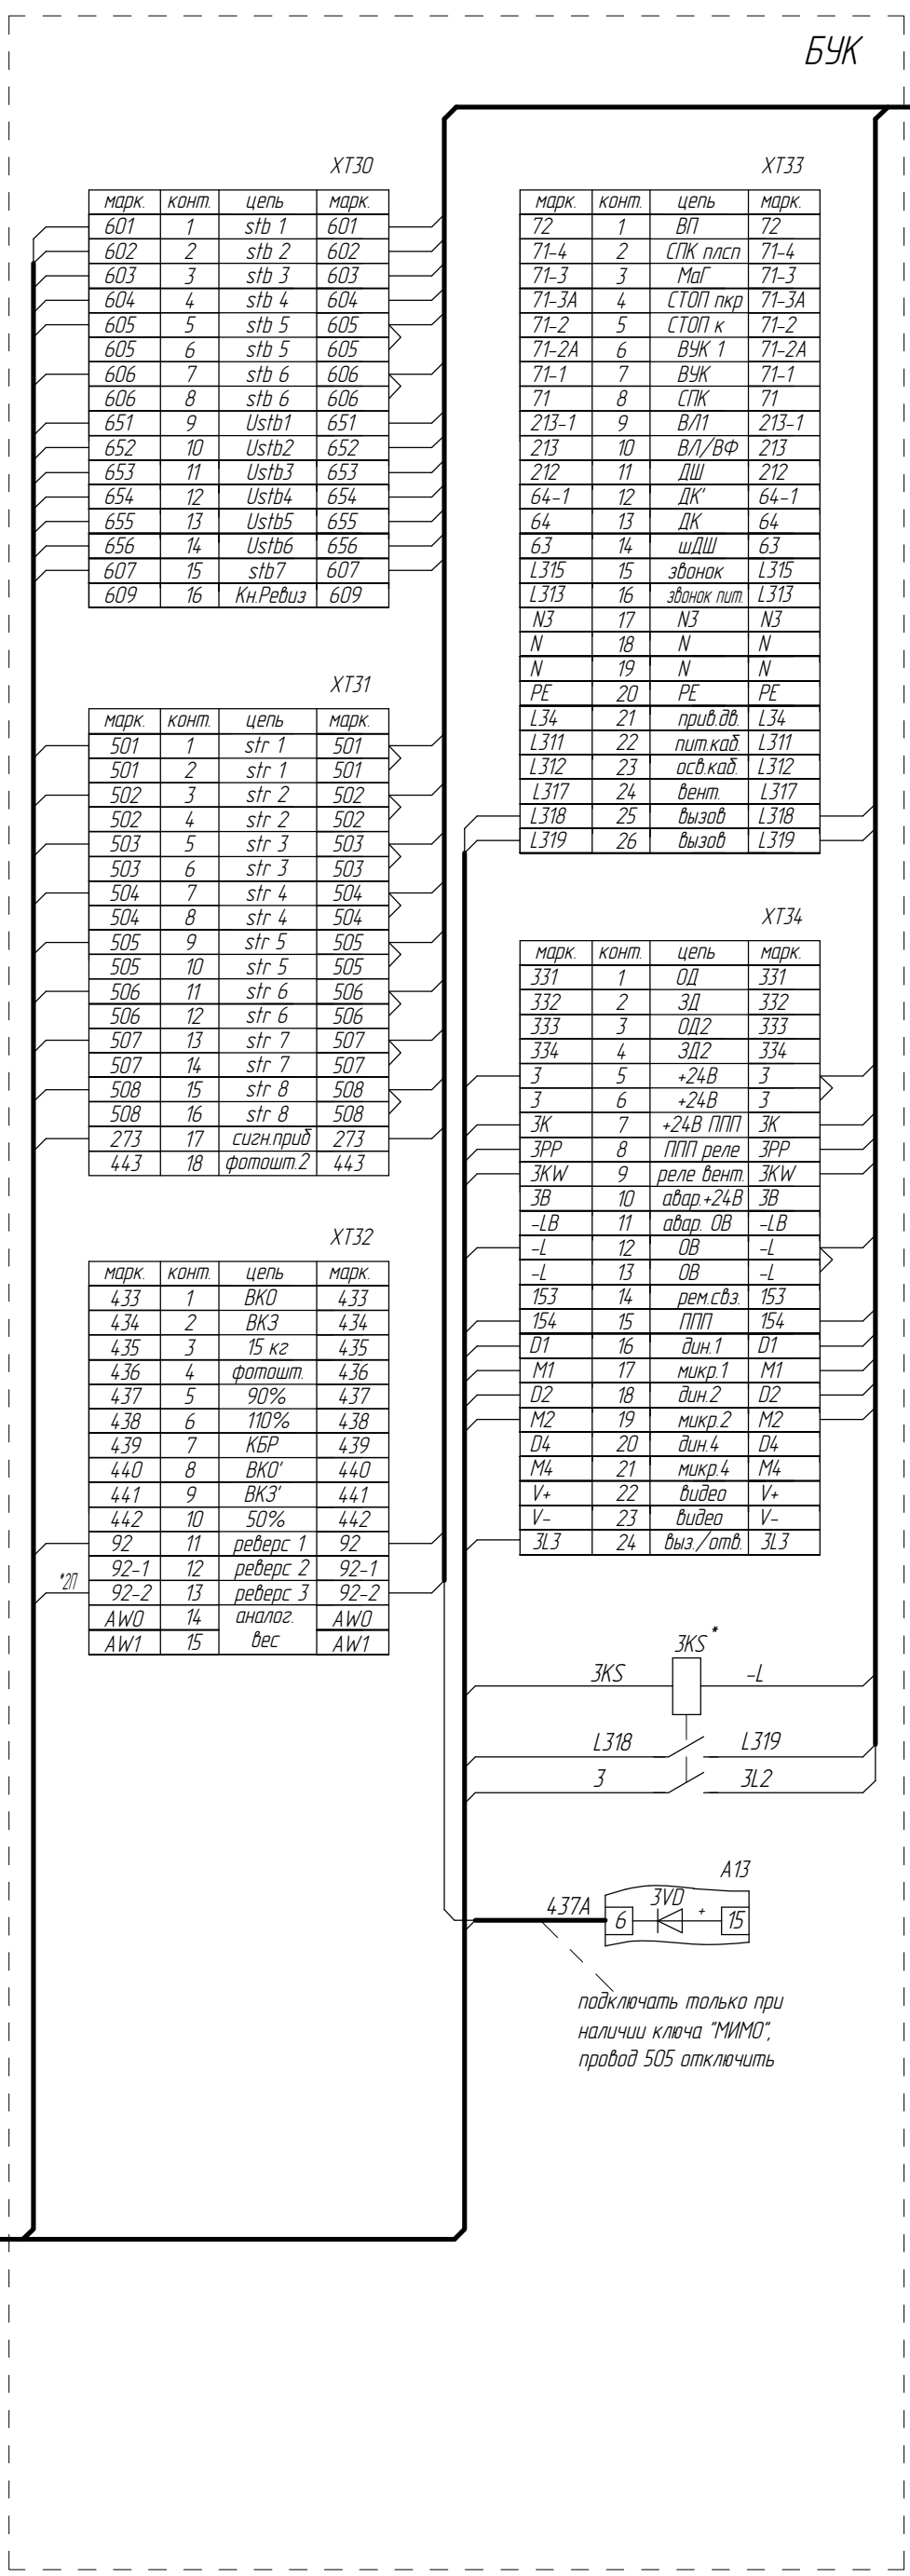 БУК
XT30
марк. конт. цепь марк.
601 1 stb 1 601
602 2 stb 2 602
603 3 stb 3 603
604 4 stb 4 604
605 5 stb 5 605
605 6 stb 5 605
606 7 stb 6 606
606 8 stb 6 606
651 9 Ustb1 651
652 10 Ustb2 652
653 11 Ustb3 653
654 12 Ustb4 654
655 13 Ustb5 655
656 14 Ustb6 656
607 15 stb7 607
609 16 Кн.Ревиз 609
XT31
марк. конт. цепь марк.
501 1 str 1 501
501 2 str 1 501
502 3 str 2 502
502 4 str 2 502
503 5 str 3 503
503 6 str 3 503
504 7 str 4 504
504 8 str 4 504
505 9 str 5 505
505 10 str 5 505
506 11 str 6 506
506 12 str 6 506
507 13 str 7 507
507 14 str 7 507
508 15 str 8 508
508 16 str 8 508
273 17 сигн.приб 273
443 18 фотошт.2 443
XT32
марк. конт. цепь марк.
433 1 ВКО 433
434 2 ВКЗ 434
435 3 15 кг 435
436 4 фотошт. 436
437 5 90% 437
438 6 110% 438
439 7 КБР 439
440 8 ВКО' 440
441 9 ВКЗ' 441
442 10 50% 442
92 11 реверс 1 92
92-1 12 реверс 2 92-1
*2П 92-2 13 реверс 3 92-2
AW0 14 аналог. AW0
AW1 15 вес AW1
XT33
марк. конт. цепь марк.
72 1 ВП 72
71-4 2 СПК плсп 71-4
71-3 3 МаГ 71-3
71-3А 4 СТОП пкр 71-3А
71-2 5 СТОП к 71-2
71-2А 6 ВУК 1 71-2А
71-1 7 ВУК 71-1
71 8 СПК 71
213-1 9 ВЛ1 213-1
213 10 ВЛ/ВФ 213
212 11 ДШ 212
64-1 12 ДК' 64-1
64 13 ДК 64
63 14 шДШ 63
L315 15 звонок L315
L313 16 звонок пит. L313
N3 17 N3 N3
N 18 N N
N 19 N N
PE 20 PE PE
L34 21 прив.дв. L34
L311 22 пит.каб. L311
L312 23 осв.каб. L312
L317 24 вент. L317
L318 25 вызов L318
L319 26 вызов L319
XT34
марк. конт. цепь марк.
331 1 ОД 331
332 2 ЗД 332
333 3 ОД2 333
334 4 ЗД2 334
3 5 +24В 3
3 6 +24В 3
3К 7 +24В ППП 3К
3РР 8 ППП реле 3РР
3KW 9 реле вент. 3KW
3В 10 авар.+24В 3В
-LB 11 авар. 0В -LB
-L 12 0В -L
-L 13 0В -L
153 14 рем.свз. 153
154 15 ППП 154
D1 16 дин.1 D1
M1 17 микр.1 M1
D2 18 дин.2 D2
M2 19 микр.2 M2
D4 20 дин.4 D4
M4 21 микр.4 M4
V+ 22 видео V+
V- 23 видео V-
3L3 24 выз./отв. 3L3
3KS *
3KS -L
L318 L319
3 3L2
А13
437А 6 3VD + 15
подключать только при
наличии ключа "МИМО",
провод 505 отключить